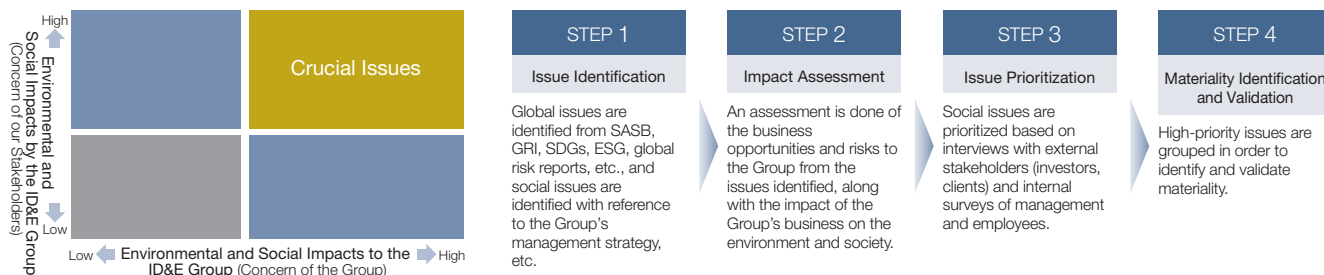 High
Environmental and
Social Impacts by the ID&E Group
(Concern of our Stakeholders)
Low
Crucial Issues
Low
Environmental and Social Impacts to the
ID&E Group (Concern of the Group)
High
STEP 1
Issue Identification
Global issues are
identified from SASB,
GRI, SDGs, ESG, global
risk reports, etc., and
social issues are
identified with reference
to the Group's
management strategy,
etc.
STEP 2
Impact Assessment
An assessment is done of
the business
opportunities and risks to
the Group from the
issues identified, along
with the impact of the
Group's business on the
environment and society.
STEP 3
Issue Prioritization
Social issues are
prioritized based on
interviews with external
stakeholders (investors,
clients) and internal
surveys of management
and employees.
STEP 4
Materiality Identification
and Validation
High-priority issues are
grouped in order to
identify and validate
materiality.